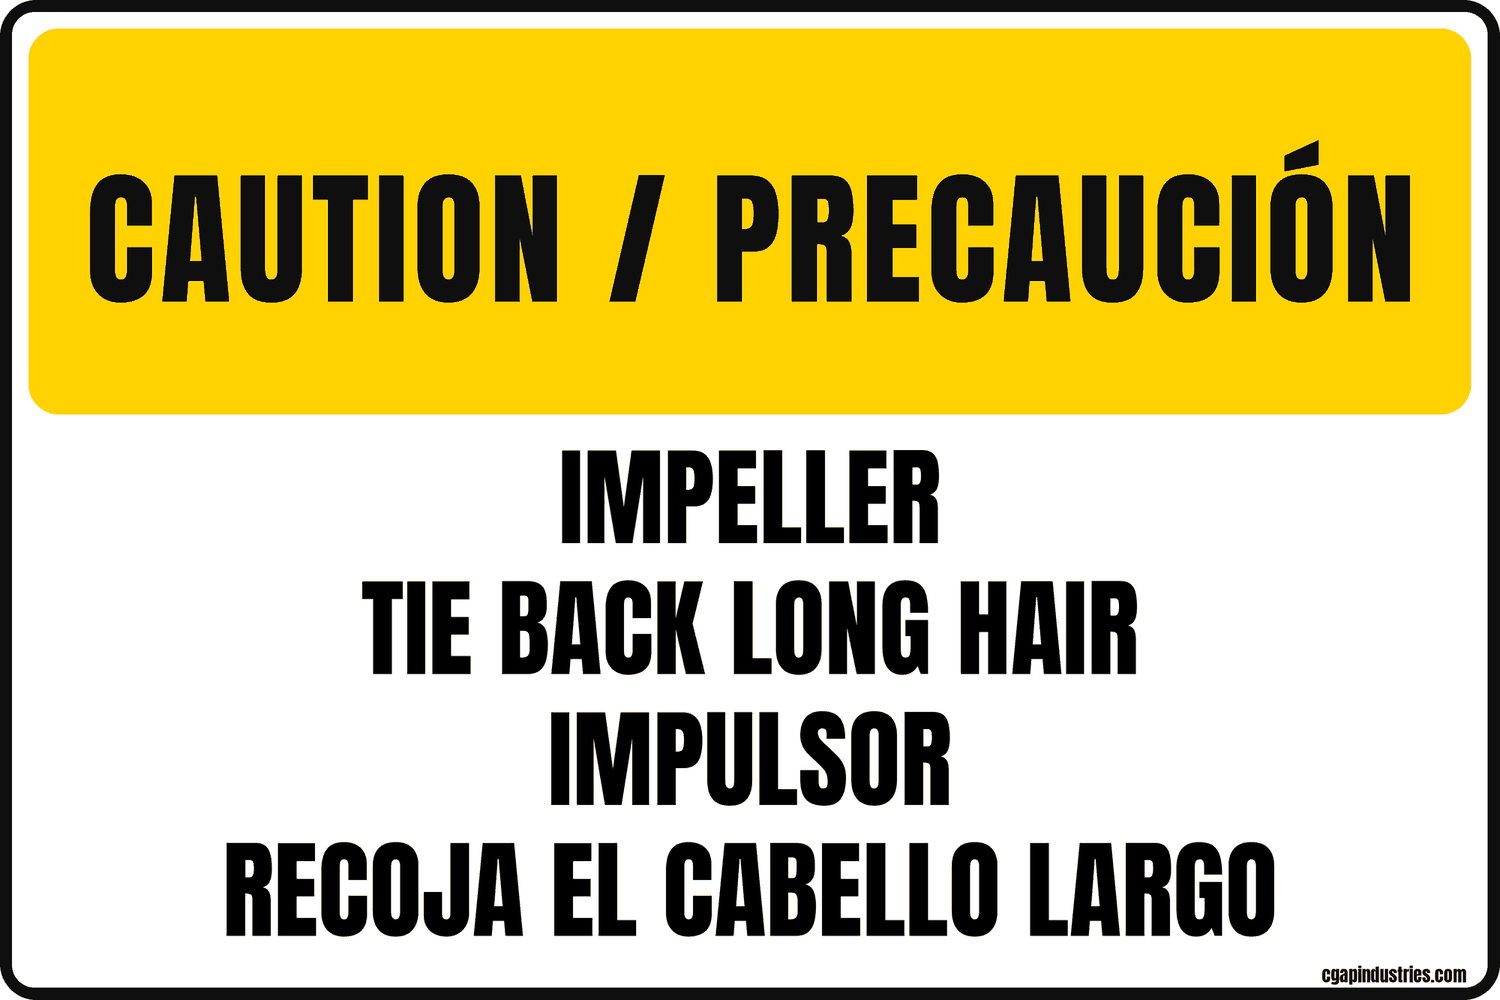 CAUTION / PRECAUCIÓN
IMPELLER
TIE BACK LONG HAIR
IMPULSOR
RECOJA EL CABELLO LARGO
cgapindustries.com